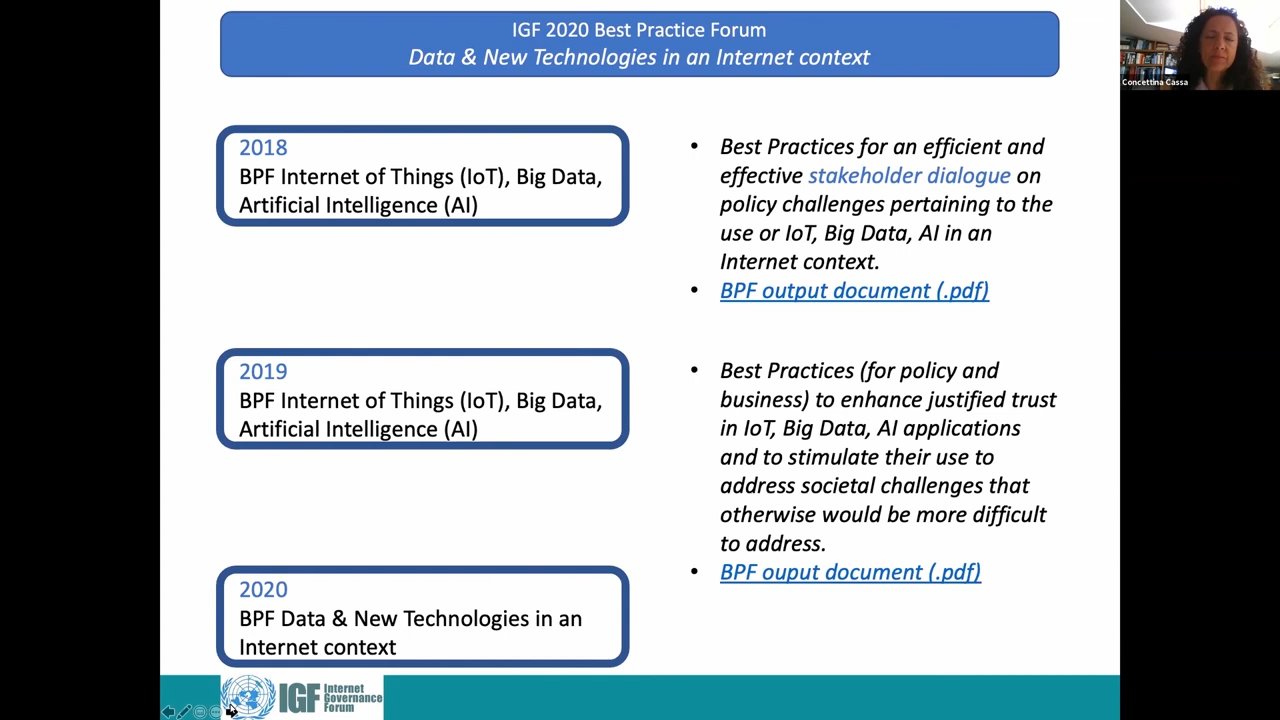 IGF 2020 Best Practice Forum
Data & New Technologies in an Internet context
Concettina Cassa
2018
BPF Internet of Things (IoT), Big Data,
Artificial Intelligence (AI)
• Best Practices for an efficient and
effective stakeholder dialogue on
policy challenges pertaining to the
use or IoT, Big Data, AI in an
Internet context.
• BPF output document (.pdf)
2019
BPF Internet of Things (IoT), Big Data,
Artificial Intelligence (AI)
• Best Practices (for policy and
business) to enhance justified trust
in IoT, Big Data, AI applications
and to stimulate their use to
address societal challenges that
otherwise would be more difficult
to address.
• BPF ouput document (.pdf)
2020
BPF Data & New Technologies in an
Internet context
IGF Internet
Governance
Forum